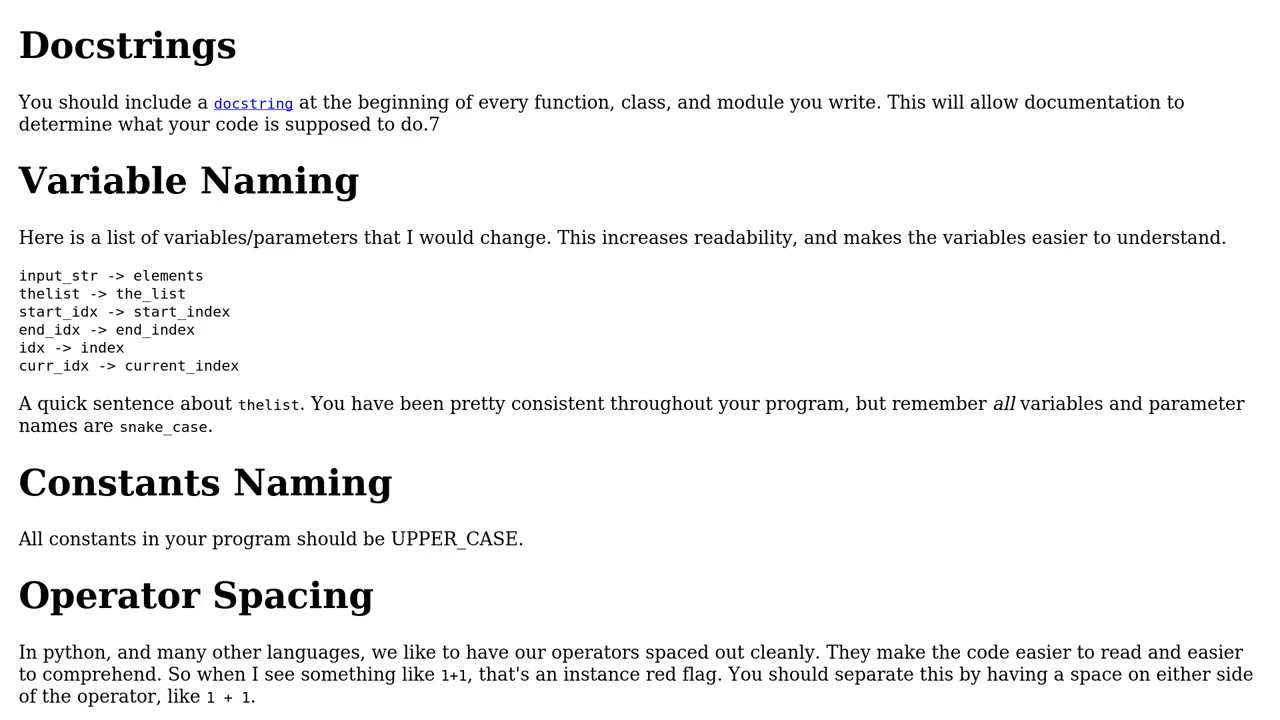 Docstrings
You should include a docstring at the beginning of every function, class, and module you write. This will allow documentation to
determine what your code is supposed to do.7
Variable Naming
Here is a list of variables/parameters that I would change. This increases readability, and makes the variables easier to understand.
input_str -> elements
thelist -> the_list
start_idx -> start_index
end_idx -> end_index
idx -> index
curr_idx -> current_index
A quick sentence about thelist. You have been pretty consistent throughout your program, but remember all variables and parameter
names are snake_case.
Constants Naming
All constants in your program should be UPPER_CASE.
Operator Spacing
In python, and many other languages, we like to have our operators spaced out cleanly. They make the code easier to read and easier
to comprehend. So when I see something like 1+1, that's an instance red flag. You should separate this by having a space on either side
of the operator, like 1 + 1.